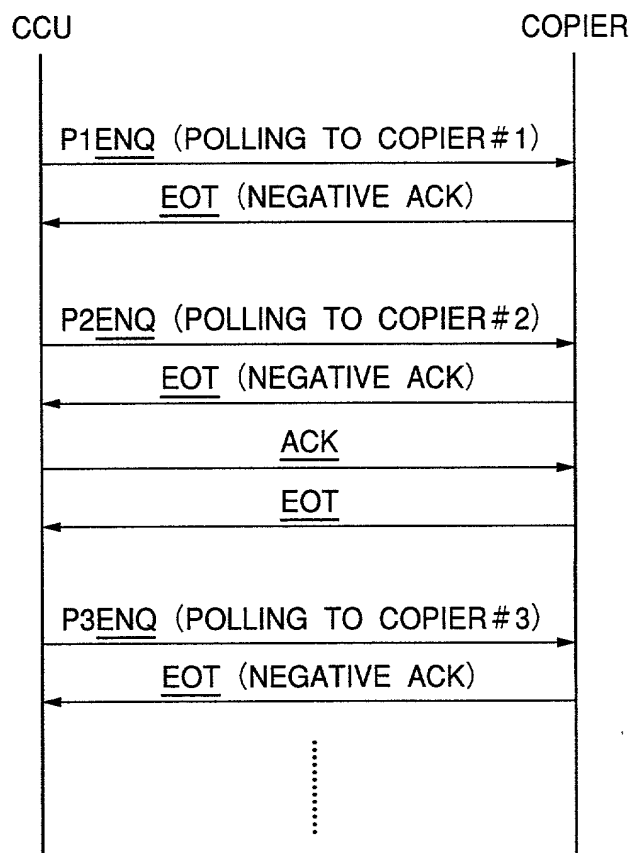 CCU COPIER
P1ENQ (POLLING TO COPIER#1)
EOT (NEGATIVE ACK)
P2ENQ (POLLING TO COPIER#2)
EOT (NEGATIVE ACK)
ACK
EOT
P3ENQ (POLLING TO COPIER#3)
EOT (NEGATIVE ACK)